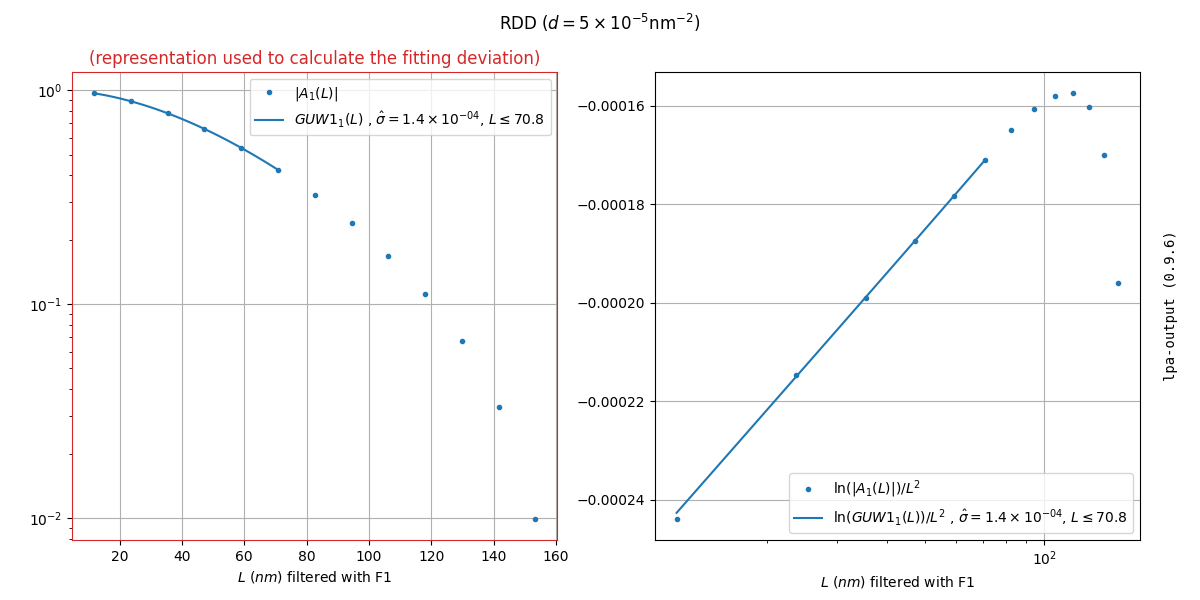 RDD (d = 5 × 10⁻⁵nm⁻²)
(representation used to calculate the fitting deviation)
|A₁(L)|
GUW1₁(L) , σ̂ = 1.4 × 10⁻⁰⁴, L ≤ 70.8
10⁰
10⁻¹
10⁻²
20 40 60 80 100 120 140 160
L (nm) filtered with F1
−0.00016
−0.00018
−0.00020
−0.00022
−0.00024
ln(|A₁(L)|)/L²
ln(GUW1₁(L))/L² , σ̂ = 1.4 × 10⁻⁰⁴, L ≤ 70.8
10²
L (nm) filtered with F1
lpa-output (0.9.6)